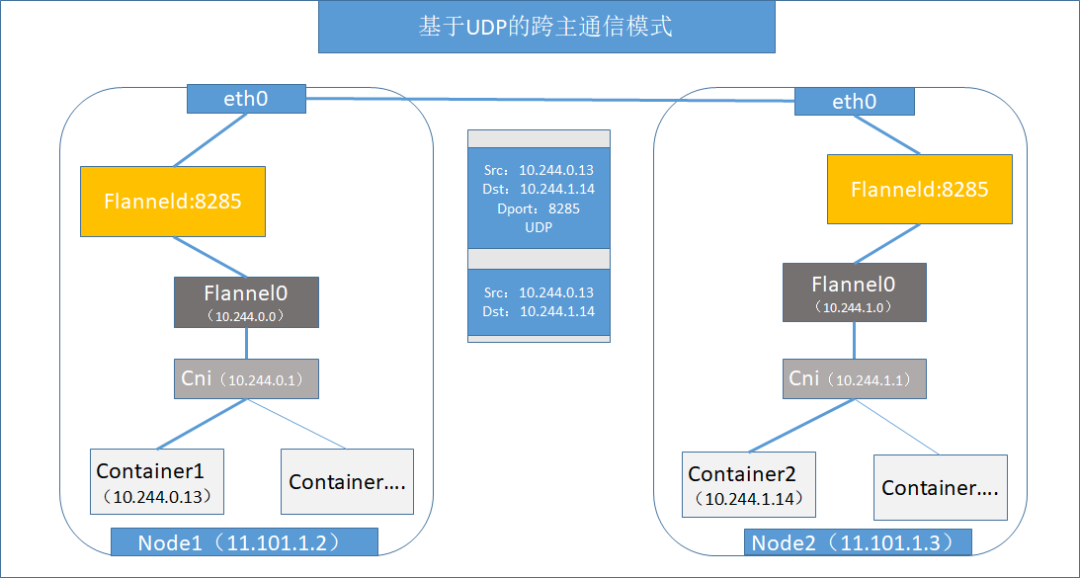 基于UDP的跨主通信模式
eth0
eth0
Src：10.244.0.13
Dst：10.244.1.14
Dport：8285
UDP
Flanneld:8285
Flanneld:8285
Flannel0
（10.244.0.0）
Src：10.244.0.13
Dst：10.244.1.14
Flannel0
（10.244.1.0）
Cni（10.244.0.1）
Cni（10.244.1.1）
Container1
（10.244.0.13）
Container....
Container2
（10.244.1.14）
Container....
Node1（11.101.1.2）
Node2（11.101.1.3）